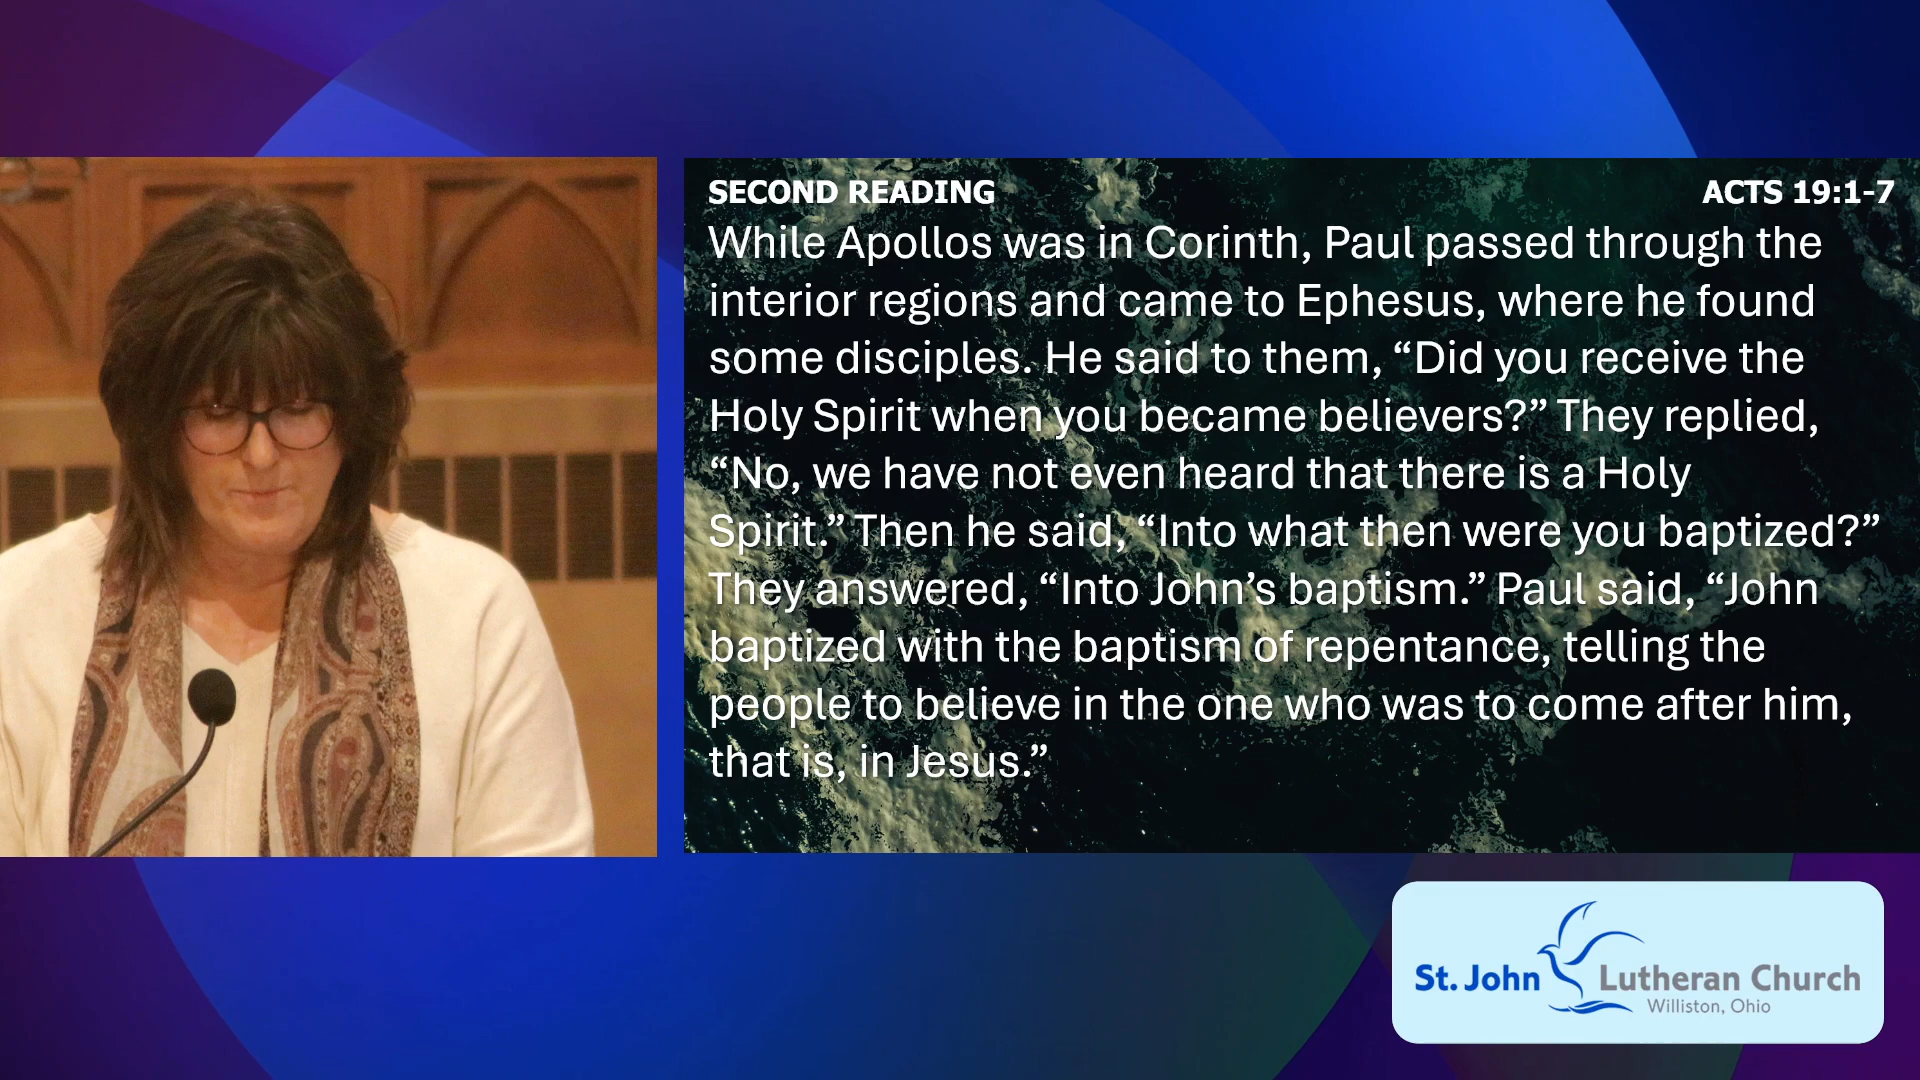 SECOND READING
ACTS 19:1-7
While Apollos was in Corinth, Paul passed through the
interior regions and came to Ephesus, where he found
some disciples. He said to them, “Did you receive the
Holy Spirit when you became believers?” They replied,
“No, we have not even heard that there is a Holy
Spirit.” Then he said, “Into what then were you baptized?”
They answered, “Into John’s baptism.” Paul said, “John
baptized with the baptism of repentance, telling the
people to believe in the one who was to come after him,
that is, in Jesus.”
St. John Lutheran Church
Williston, Ohio